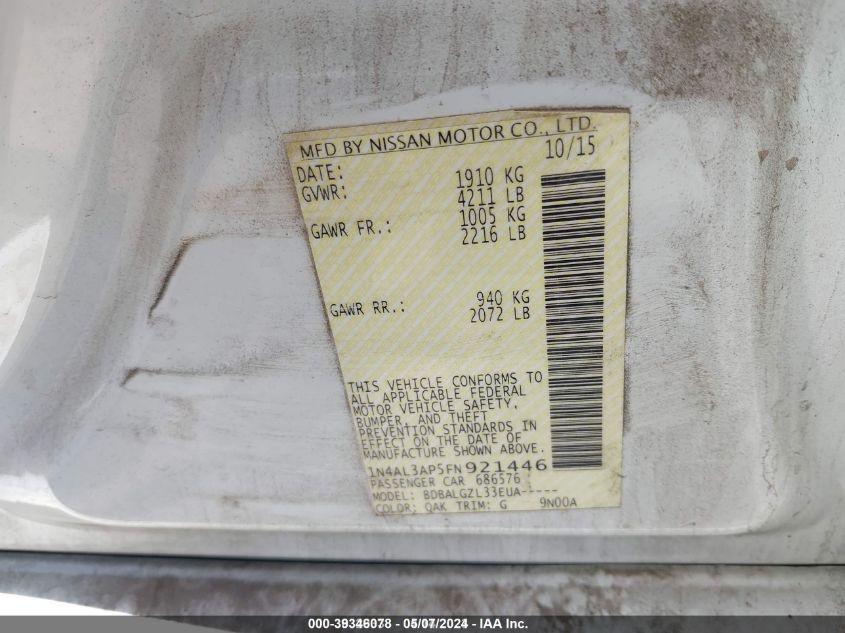 MFD BY NISSAN MOTOR CO., LTD.
DATE: 10/15
GVWR: 1910 KG
4211 LB
GAWR FR.: 1005 KG
2216 LB
GAWR RR.: 940 KG
2072 LB
THIS VEHICLE CONFORMS TO
ALL APPLICABLE FEDERAL
MOTOR VEHICLE SAFETY,
BUMPER, AND THEFT
PREVENTION STANDARDS IN
EFFECT ON THE DATE OF
MANUFACTURE SHOWN ABOVE.
1N4AL3AP5FN921446
PASSENGER CAR 686576
MODEL: BDBALGZL33EUA-----
COLOR: QAK TRIM: G 9N00A
000-39346078 - 05/07/2024 - IAA Inc.